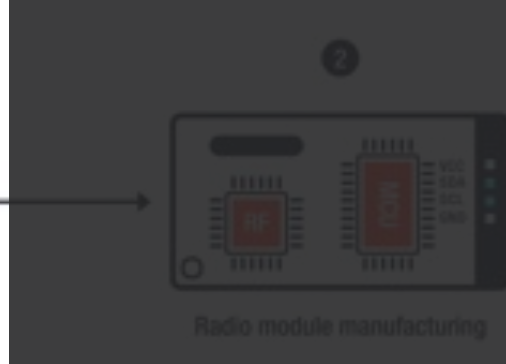 2
VCC
SDA
SCL
GND
RF
MCU
Radio module manufacturing